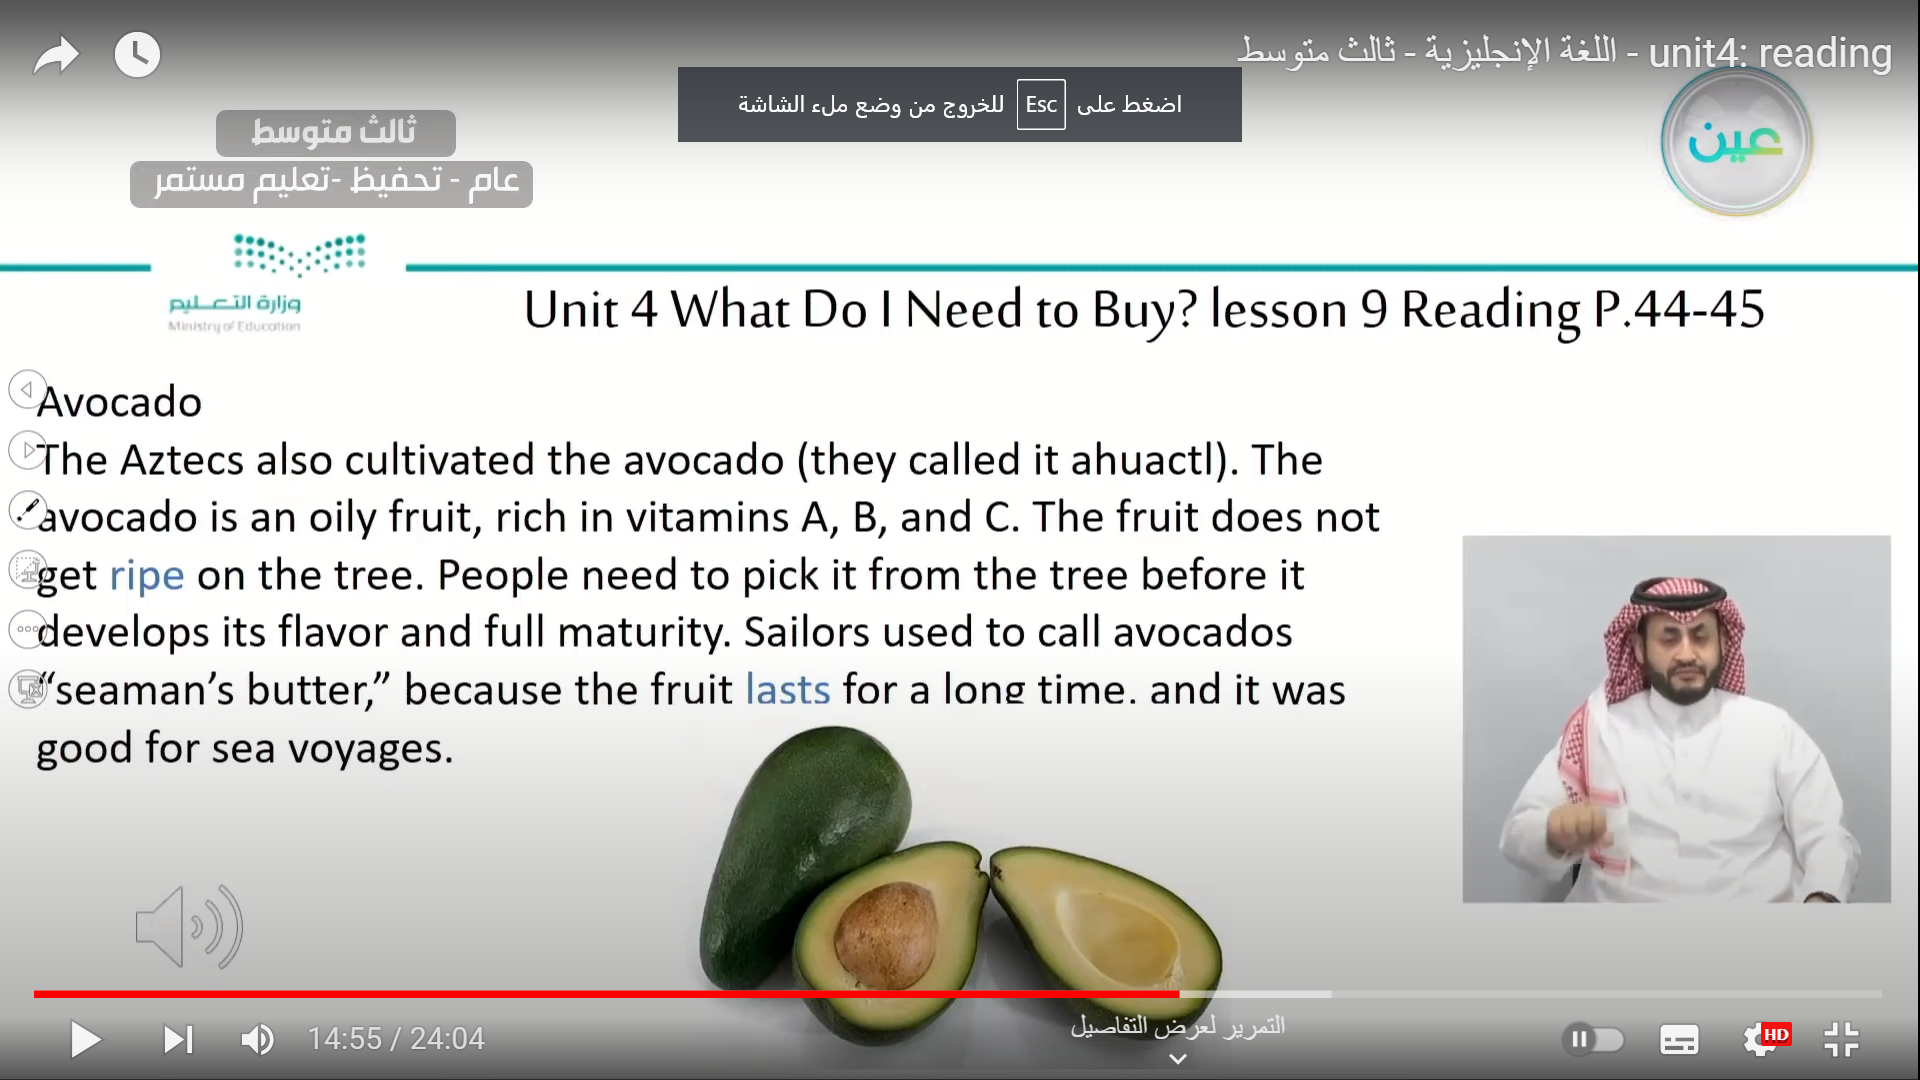 unit4: reading - اللغة الإنجليزية - ثالث متوسط
اضغط على Esc للخروج من وضع ملء الشاشة
ثالث متوسط
عام - تحفيظ -تعليم مستمر
عين
وزارة التعليم
Ministry of Education
Unit 4 What Do I Need to Buy? lesson 9 Reading P.44-45
Avocado
The Aztecs also cultivated the avocado (they called it ahuactl). The
avocado is an oily fruit, rich in vitamins A, B, and C. The fruit does not
get ripe on the tree. People need to pick it from the tree before it
develops its flavor and full maturity. Sailors used to call avocados
“seaman’s butter,” because the fruit lasts for a long time, and it was
good for sea voyages.
التمرير لعرض التفاصيل
14:55 / 24:04
HD